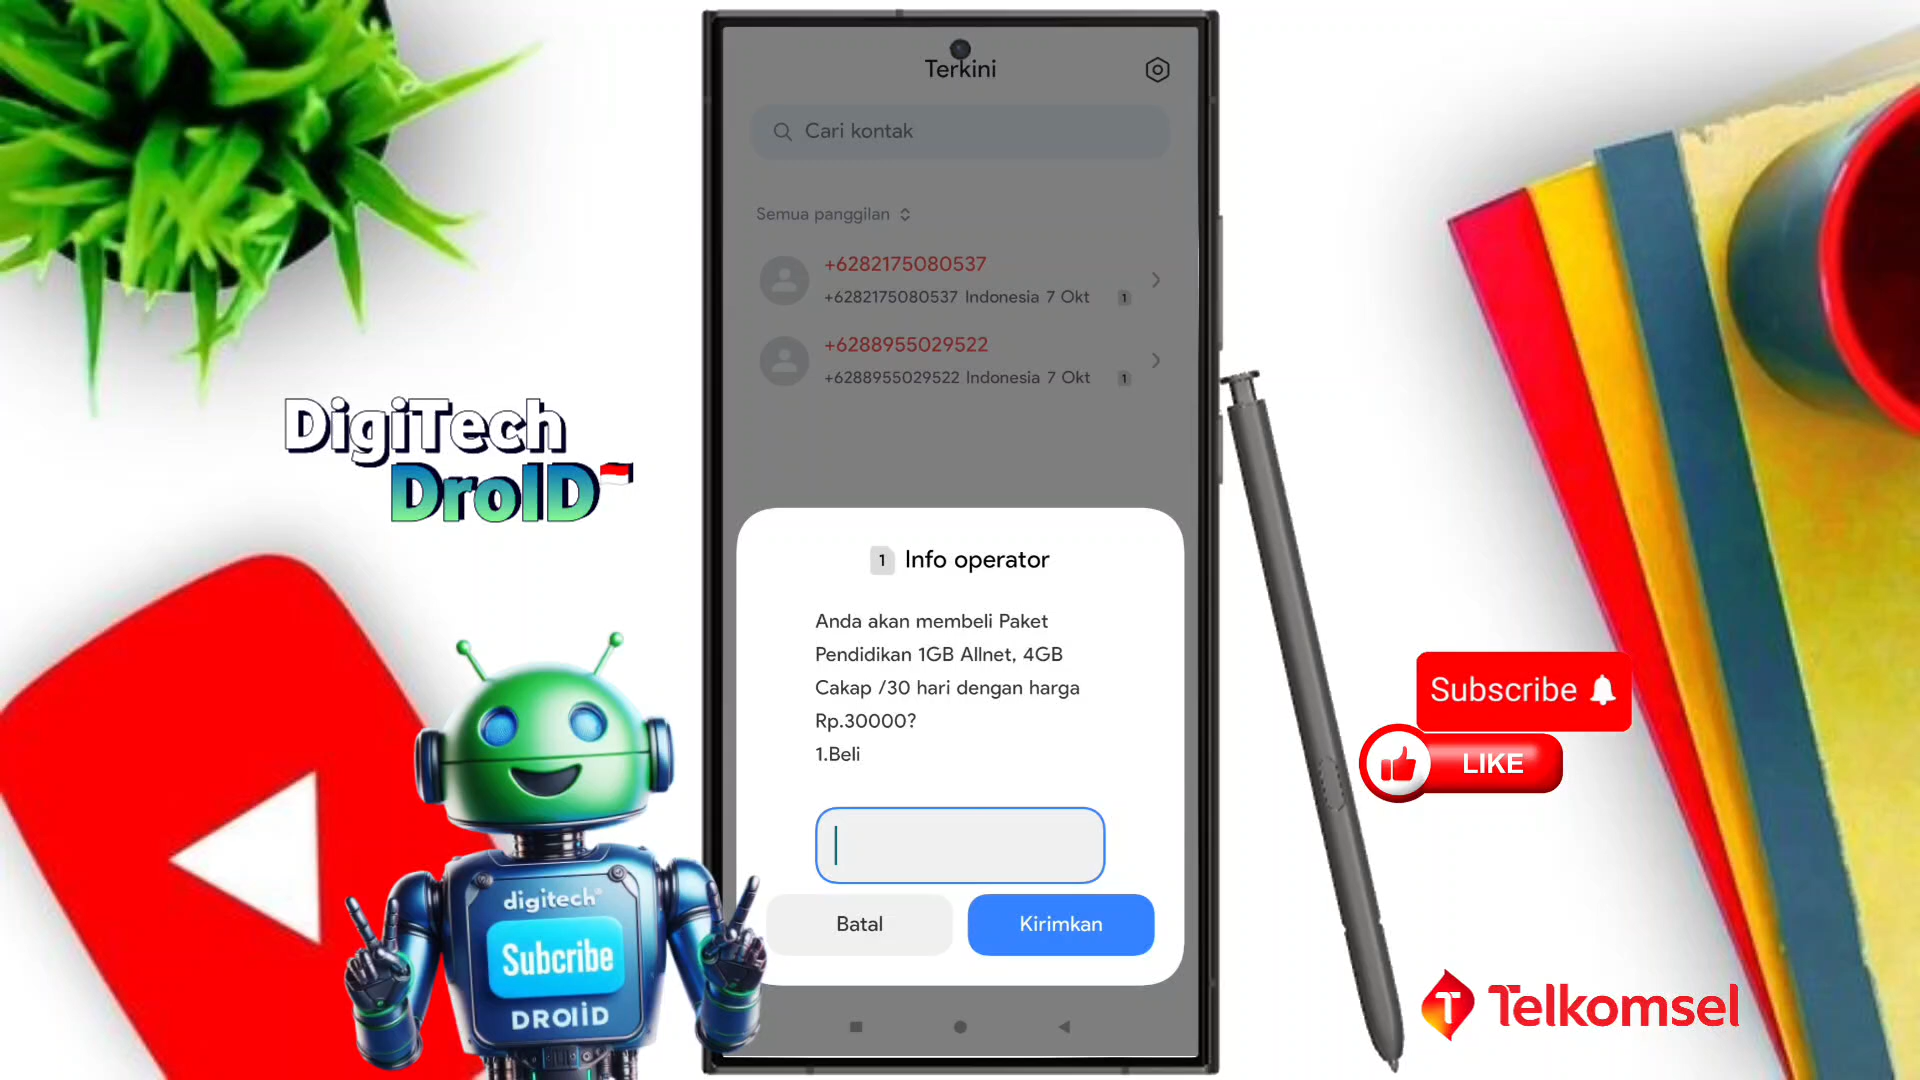 Terkini
Cari kontak
Semua panggilan
+6282175080537
+6282175080537 Indonesia 7 Okt 1
+6288955029522
+6288955029522 Indonesia 7 Okt 1
DigiTech
DroID
1 Info operator
Anda akan membeli Paket
Pendidikan 1GB Allnet, 4GB
Cakap /30 hari dengan harga
Rp.30000?
1.Beli
Batal
Kirimkan
digitech
Subcribe
DROIID
Subscribe
LIKE
T Telkomsel